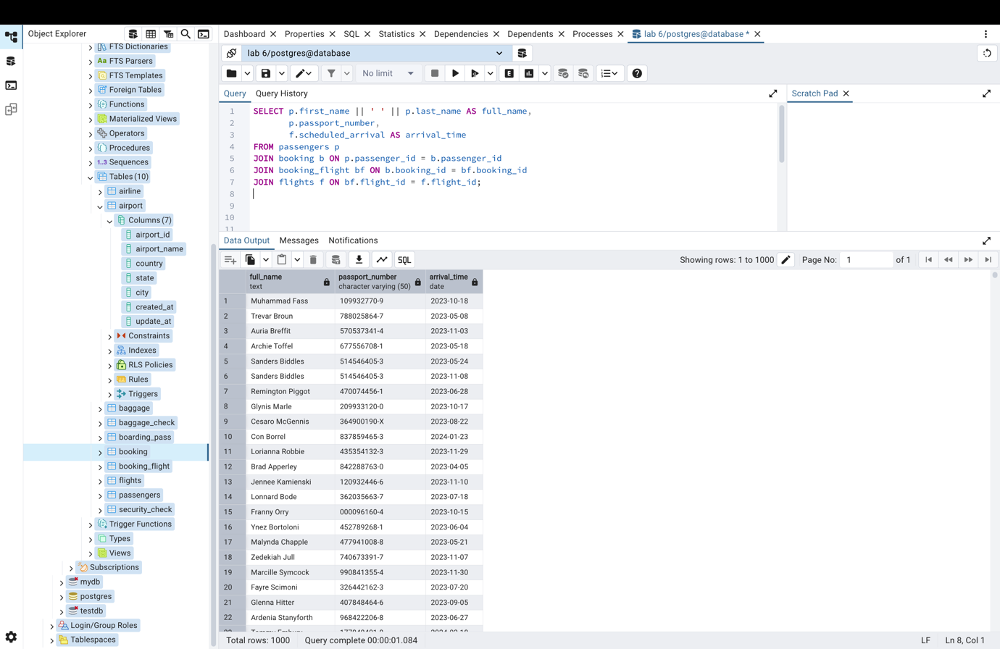 Object Explorer
FTS Dictionaries
Aa FTS Parsers
FTS Templates
Foreign Tables
Functions
Materialized Views
Operators
Procedures
1..3 Sequences
Tables (10)
airline
airport
Columns (7)
airport_id
airport_name
country
state
city
created_at
update_at
Constraints
Indexes
RLS Policies
Rules
Triggers
baggage
baggage_check
boarding_pass
booking
booking_flight
flights
passengers
security_check
Trigger Functions
Types
Views
Subscriptions
mydb
postgres
testdb
Login/Group Roles
Tablespaces
Dashboard Properties SQL Statistics Dependencies Dependents Processes lab 6/postgres@database *
lab 6/postgres@database
No limit
E
Query Query History
Scratch Pad
1 SELECT p.first_name || ' ' || p.last_name AS full_name,
2 p.passport_number,
3 f.scheduled_arrival AS arrival_time
4 FROM passengers p
5 JOIN booking b ON p.passenger_id = b.passenger_id
6 JOIN booking_flight bf ON b.booking_id = bf.booking_id
7 JOIN flights f ON bf.flight_id = f.flight_id;
8
9
10
11
Data Output Messages Notifications
SQL Showing rows: 1 to 1000 Page No: 1 of 1
full_name passport_number arrival_time
text character varying (50) date
1 Muhammad Fass 109932770-9 2023-10-18
2 Trevar Broun 788025864-7 2023-05-08
3 Auria Breffit 570537341-4 2023-11-03
4 Archie Toffel 677556708-1 2023-05-18
5 Sanders Biddles 514546405-3 2023-05-24
6 Sanders Biddles 514546405-3 2023-11-08
7 Remington Piggot 470074456-1 2023-06-28
8 Glynis Marle 209933120-0 2023-10-17
9 Cesaro McGennis 364900190-X 2023-08-22
10 Con Borrel 837859465-3 2024-01-23
11 Lorianna Robbie 435354132-3 2023-11-29
12 Brad Apperley 842288763-0 2023-04-05
13 Jennee Kamienski 120932446-6 2023-11-10
14 Lonnard Bode 362035663-7 2023-07-18
15 Franny Orry 000096160-4 2023-10-15
16 Ynez Bortoloni 452789268-1 2023-06-04
17 Malynda Chapple 477941008-8 2023-05-21
18 Zedekiah Jull 740673391-7 2023-11-07
19 Marcille Symcock 990841355-4 2023-11-30
20 Fayre Scimoni 326442162-3 2023-07-20
21 Glenna Hitter 407848464-6 2023-09-05
22 Ardenia Stanyforth 968422206-8 2023-06-27
Total rows: 1000 Query complete 00:00:01.084 LF Ln 8, Col 1